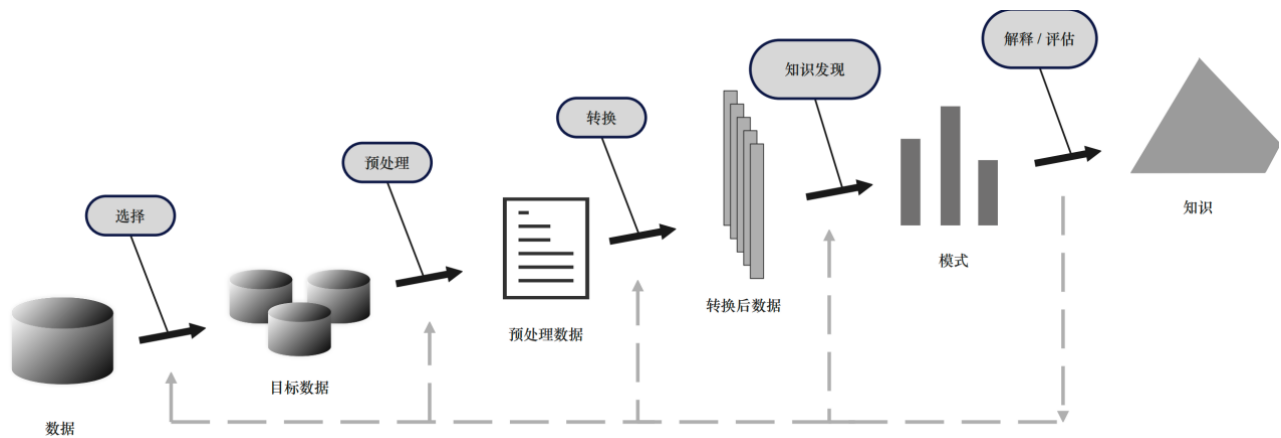 选择
预处理
转换
知识发现
解释 / 评估
数据
目标数据
预处理数据
转换后数据
模式
知识